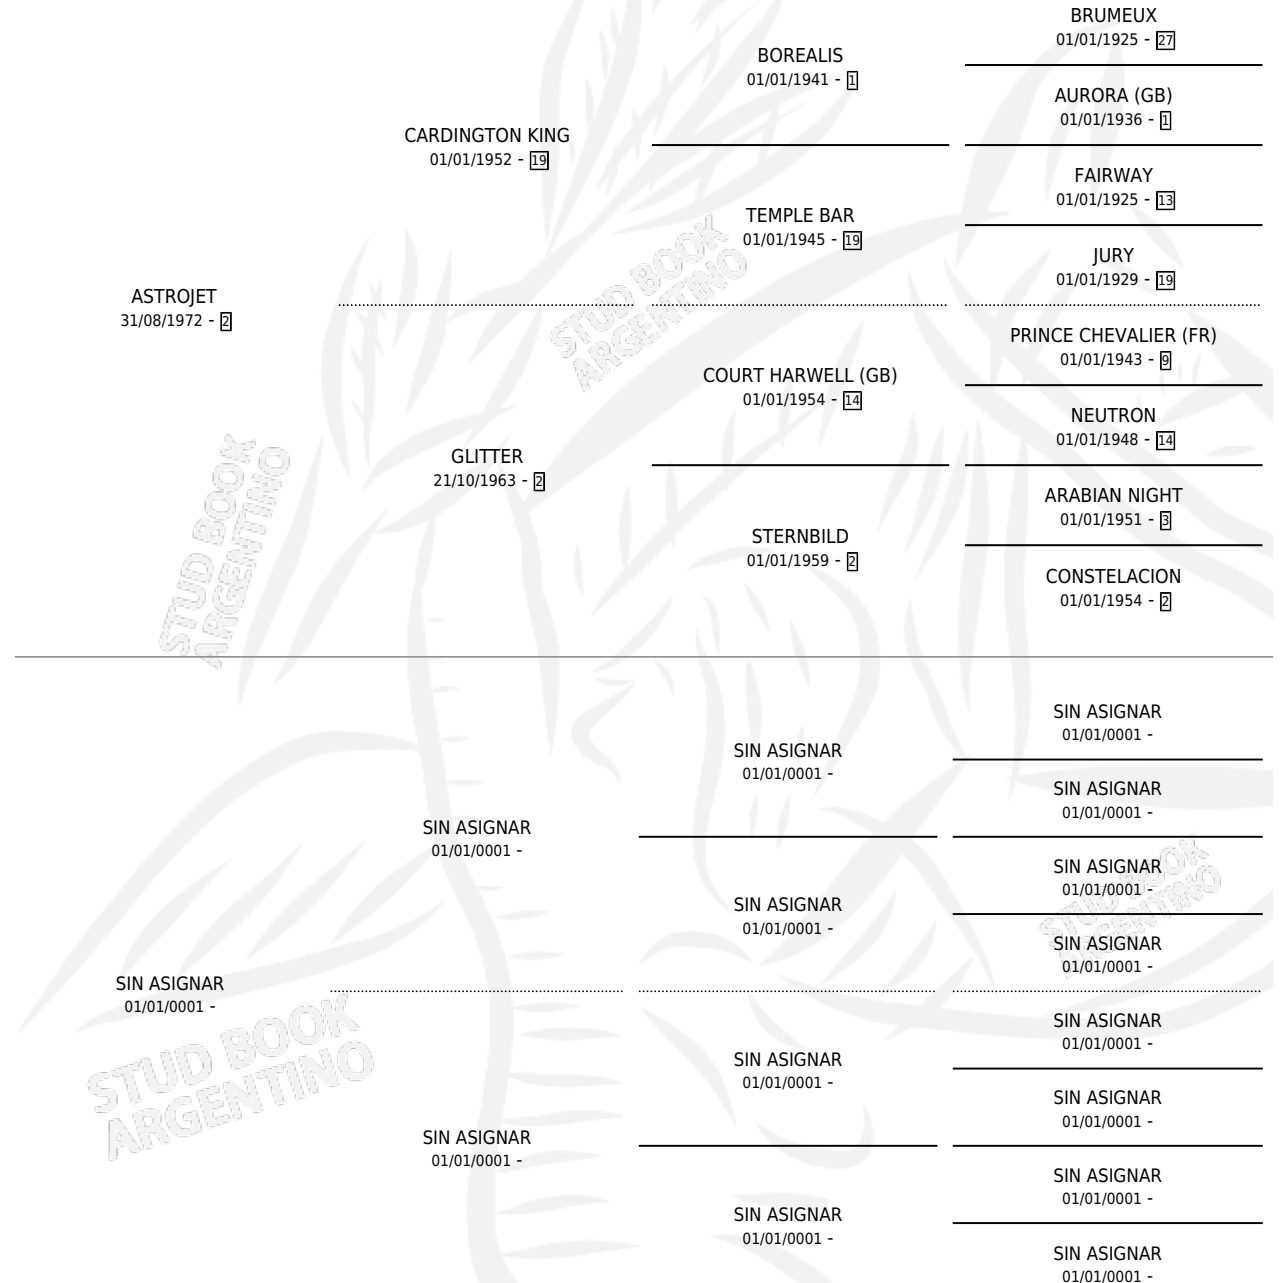 BRUMEUX
01/01/1925 - 27
BOREALIS
01/01/1941 - 1
AURORA (GB)
01/01/1936 - 1
CARDINGTON KING
01/01/1952 - 19
FAIRWAY
01/01/1925 - 13
TEMPLE BAR
01/01/1945 - 19
JURY
01/01/1929 - 19
ASTROJET
31/08/1972 - 2
PRINCE CHEVALIER (FR)
01/01/1943 - 9
COURT HARWELL (GB)
01/01/1954 - 14
NEUTRON
01/01/1948 - 14
GLITTER
21/10/1963 - 2
ARABIAN NIGHT
01/01/1951 - 3
STERNBILD
01/01/1959 - 2
CONSTELACION
01/01/1954 - 2
STUD BOOK
ARGENTINO
STUD BOOK
ARGENTINO
SIN ASIGNAR
01/01/0001 -
SIN ASIGNAR
01/01/0001 -
SIN ASIGNAR
01/01/0001 -
SIN ASIGNAR
01/01/0001 -
SIN ASIGNAR
01/01/0001 -
SIN ASIGNAR
01/01/0001 -
SIN ASIGNAR
01/01/0001 -
SIN ASIGNAR
01/01/0001 -
SIN ASIGNAR
01/01/0001 -
SIN ASIGNAR
01/01/0001 -
SIN ASIGNAR
01/01/0001 -
SIN ASIGNAR
01/01/0001 -
SIN ASIGNAR
01/01/0001 -
SIN ASIGNAR
01/01/0001 -
SIN ASIGNAR
01/01/0001 -
STUD BOOK
ARGENTINO
STUD BOOK
ARGENTINO